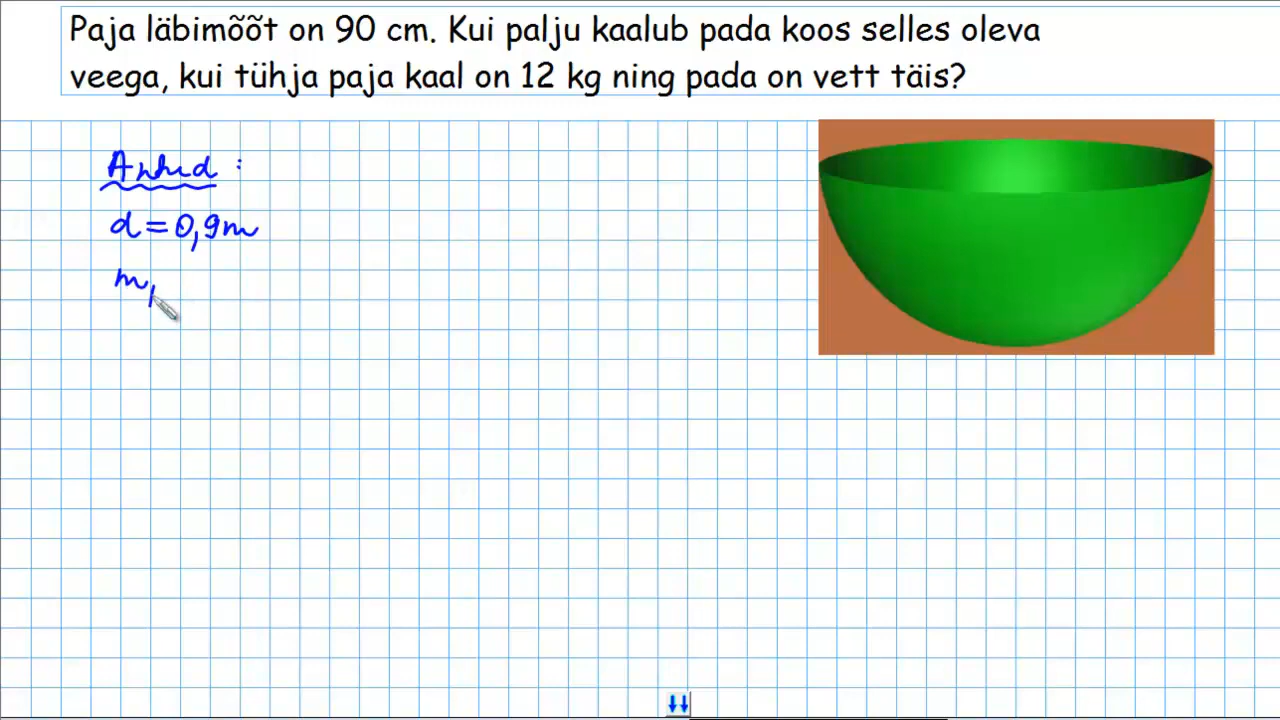 Paja läbimõõt on 90 cm. Kui palju kaalub pada koos selles oleva
veega, kui tühja paja kaal on 12 kg ning pada on vett täis?
Antud :
d = 0,9m
m